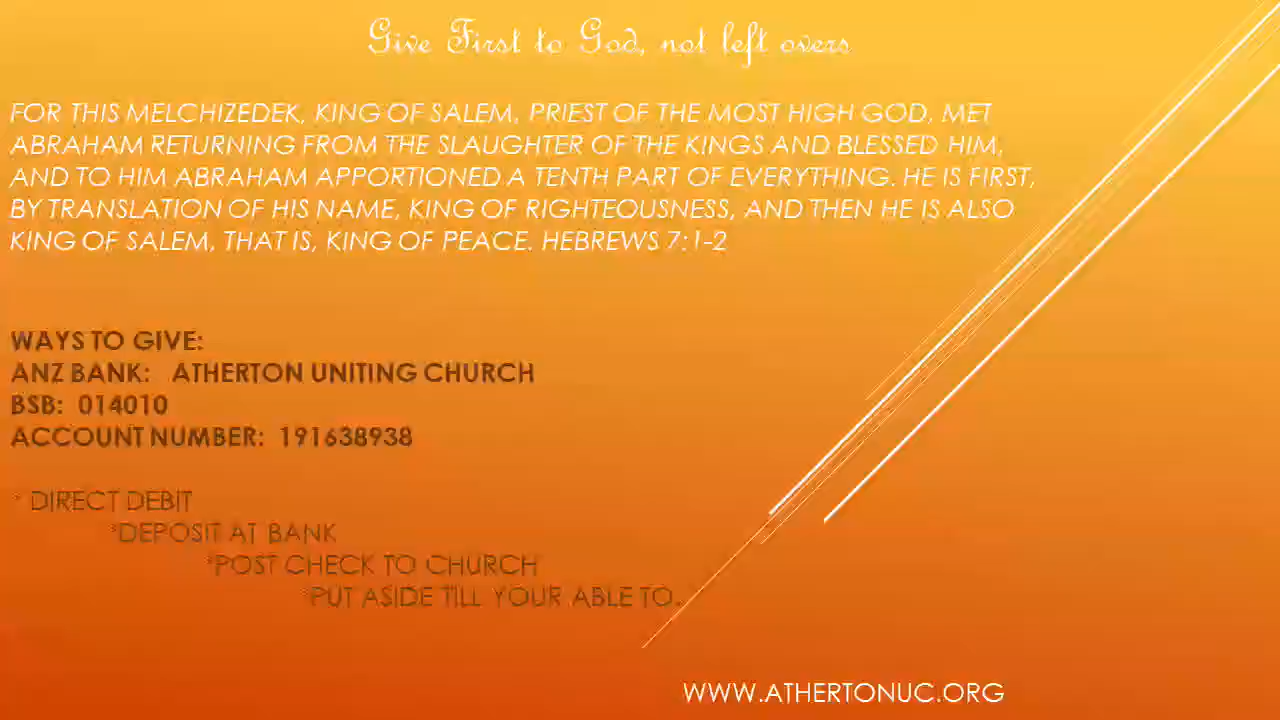 Give First to God, not left overs
FOR THIS MELCHIZEDEK, KING OF SALEM, PRIEST OF THE MOST HIGH GOD, MET
ABRAHAM RETURNING FROM THE SLAUGHTER OF THE KINGS AND BLESSED HIM,
AND TO HIM ABRAHAM APPORTIONED A TENTH PART OF EVERYTHING. HE IS FIRST,
BY TRANSLATION OF HIS NAME, KING OF RIGHTEOUSNESS, AND THEN HE IS ALSO
KING OF SALEM, THAT IS, KING OF PEACE. HEBREWS 7:1-2
WAYS TO GIVE:
ANZ BANK: ATHERTON UNITING CHURCH
BSB: 014010
ACCOUNT NUMBER: 191638938
* DIRECT DEBIT
*DEPOSIT AT BANK
*POST CHECK TO CHURCH
*PUT ASIDE TILL YOUR ABLE TO.
WWW.ATHERTONUC.ORG